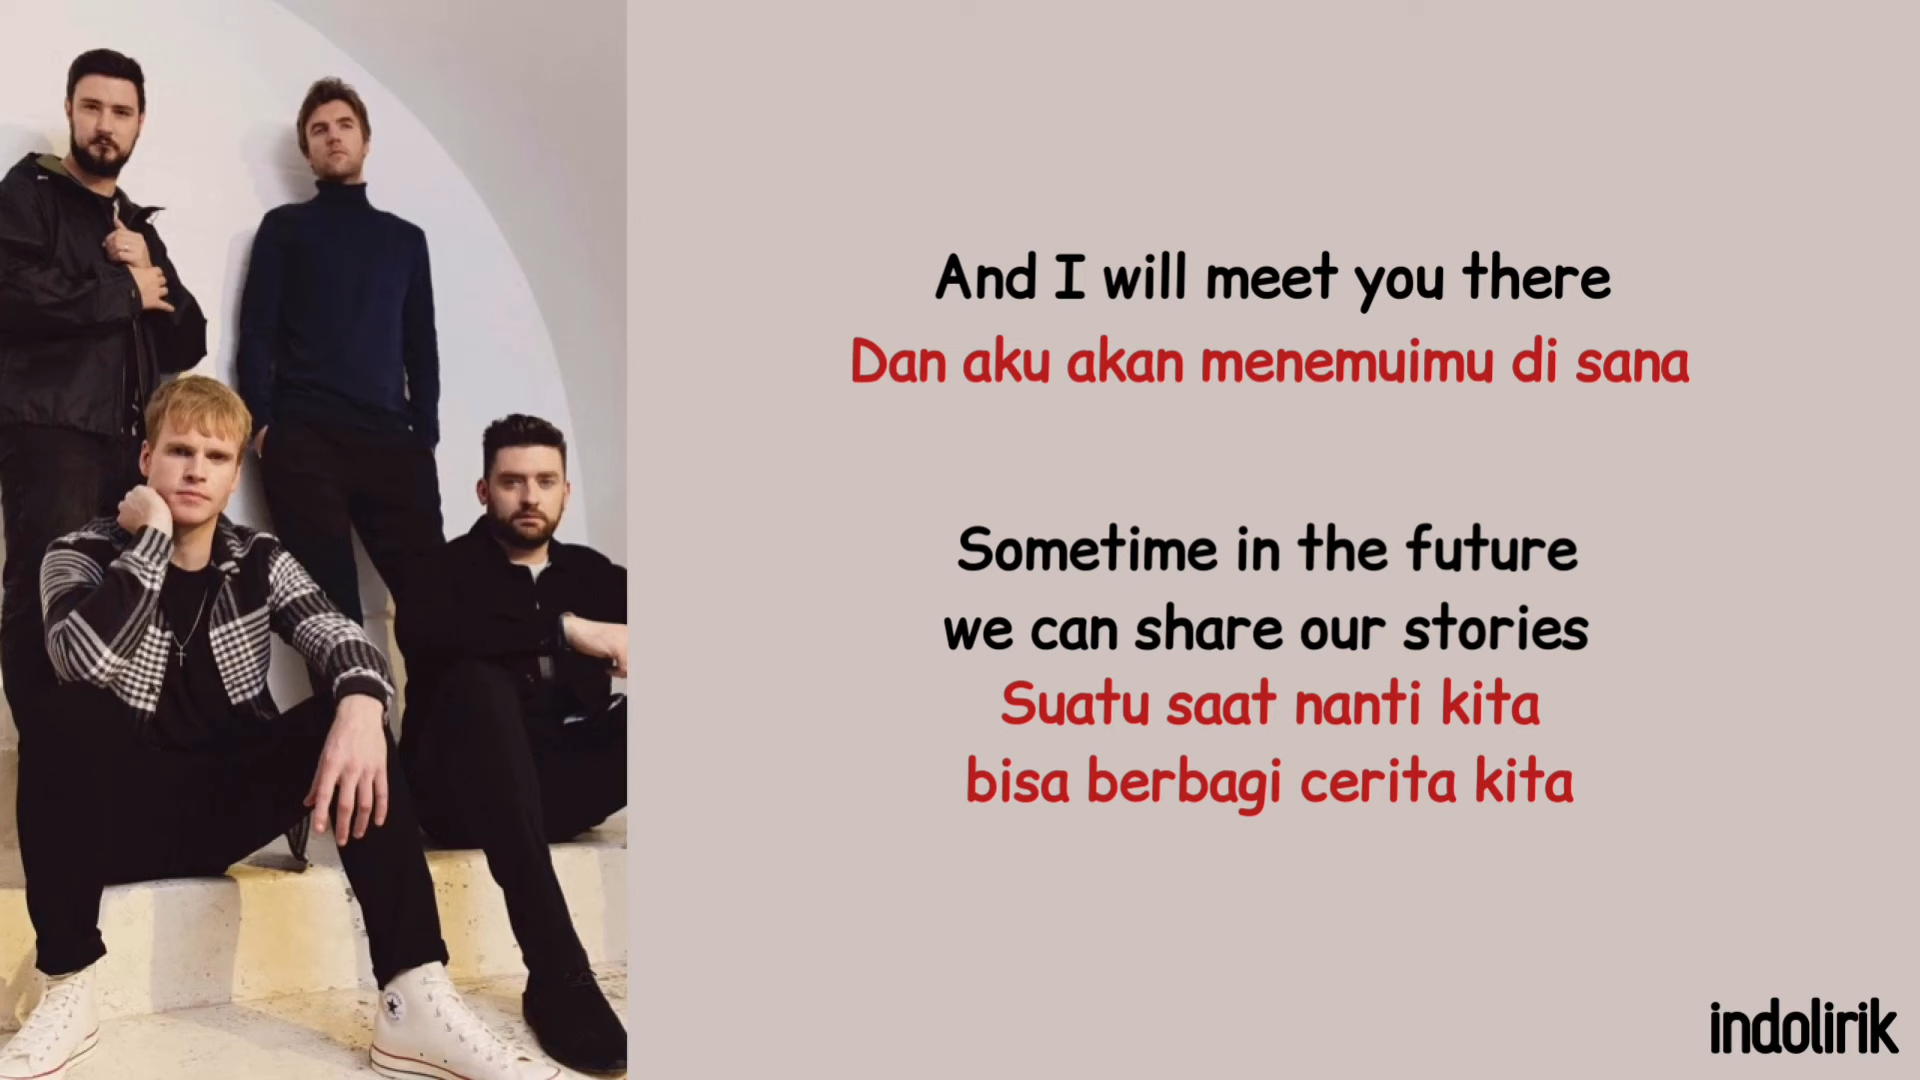 And I will meet you there
Dan aku akan menemuimu di sana
Sometime in the future
we can share our stories
Suatu saat nanti kita
bisa berbagi cerita kita
indolirik